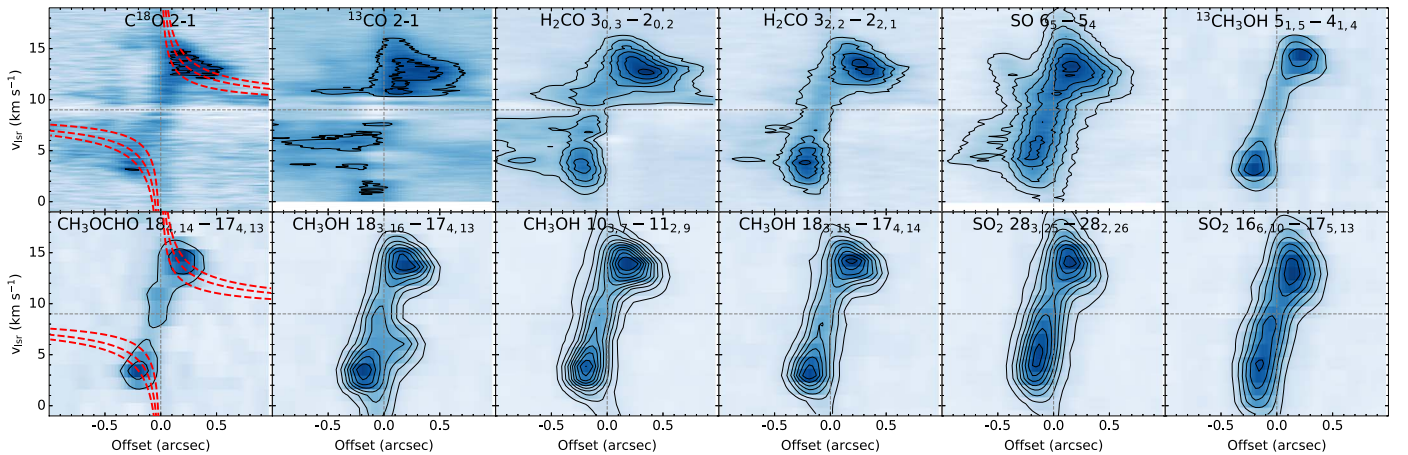 C¹⁸O 2-1
¹³CO 2-1
H₂CO 3₀,₃ − 2₀,₂
H₂CO 3₂,₂ − 2₂,₁
SO 6₅ − 5₄
¹³CH₃OH 5₁,₅ − 4₁,₄
15
10
5
0
v_lsr (km s⁻¹)
CH₃OCHO 18₄,₁₄ − 17₄,₁₃
CH₃OH 18₃,₁₆ − 17₄,₁₃
CH₃OH 10₃,₇ − 11₂,₉
CH₃OH 18₃,₁₅ − 17₄,₁₄
SO₂ 28₃,₂₅ − 28₂,₂₆
SO₂ 16₆,₁₀ − 17₅,₁₃
15
10
5
0
v_lsr (km s⁻¹)
-0.5 0.0 0.5
-0.5 0.0 0.5
-0.5 0.0 0.5
-0.5 0.0 0.5
-0.5 0.0 0.5
-0.5 0.0 0.5
Offset (arcsec)
Offset (arcsec)
Offset (arcsec)
Offset (arcsec)
Offset (arcsec)
Offset (arcsec)